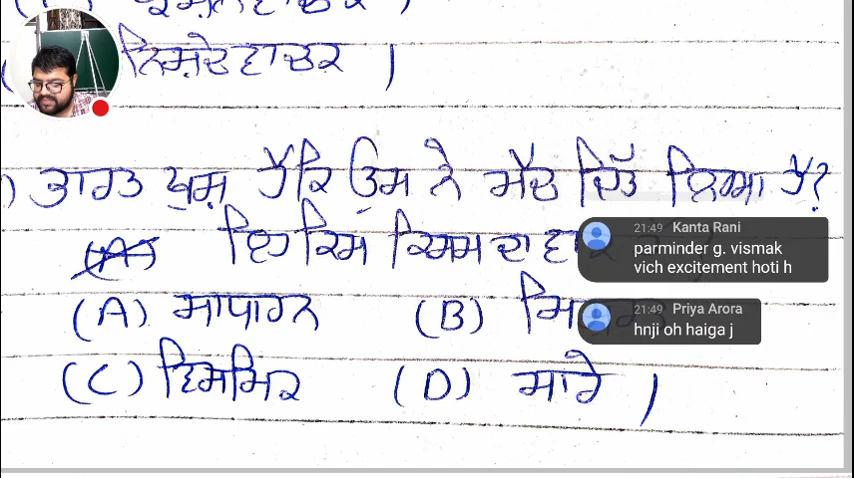 ਨਿਸ਼ਚੇਵਾਚਕ ।
) ਭਾਰਤ ਖੁਸ਼ ਹੈ ਕਿ ਉਸ ਨੇ ਮੈਚ ਜਿੱਤ ਲਿਆ ਹੈ?
21:49 Kanta Rani
parminder g. vismak
vich excitement hoti h
ਇਹ ਕਿਸ ਕਿਸਮ ਦਾ
(A) ਸਾਧਾਰਨ (B)
21:49 Priya Arora
hnji oh haiga j
(C) ਵਿਸਮਿਕ (D) ਸਾਰੇ ।